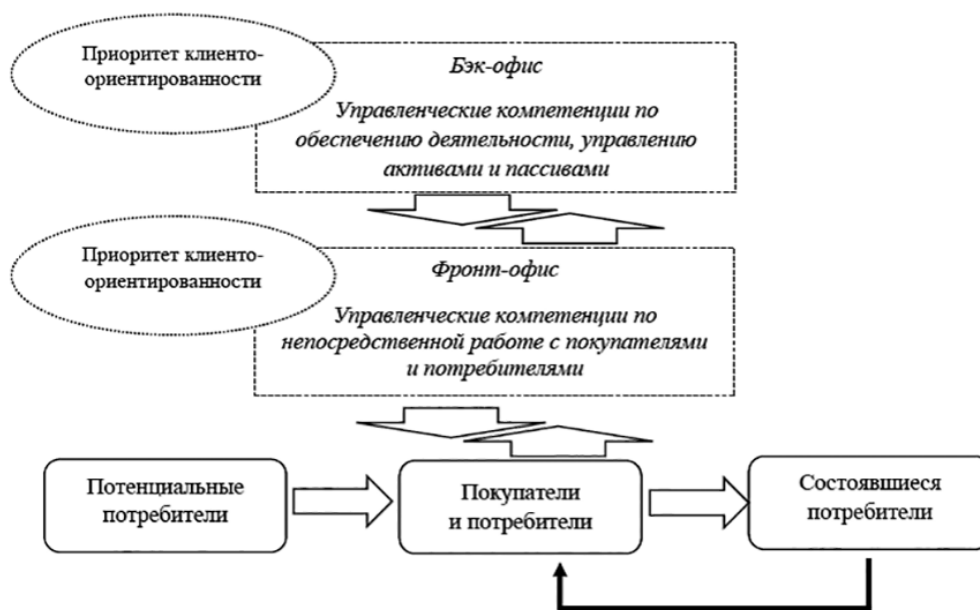 Приоритет клиенто-
ориентированности
Бэк-офис
Управленческие компетенции по
обеспечению деятельности, управлению
активами и пассивами
Приоритет клиенто-
ориентированности
Фронт-офис
Управленческие компетенции по
непосредственной работе с покупателями
и потребителями
Потенциальные
потребители
Покупатели
и потребители
Состоявшиеся
потребители